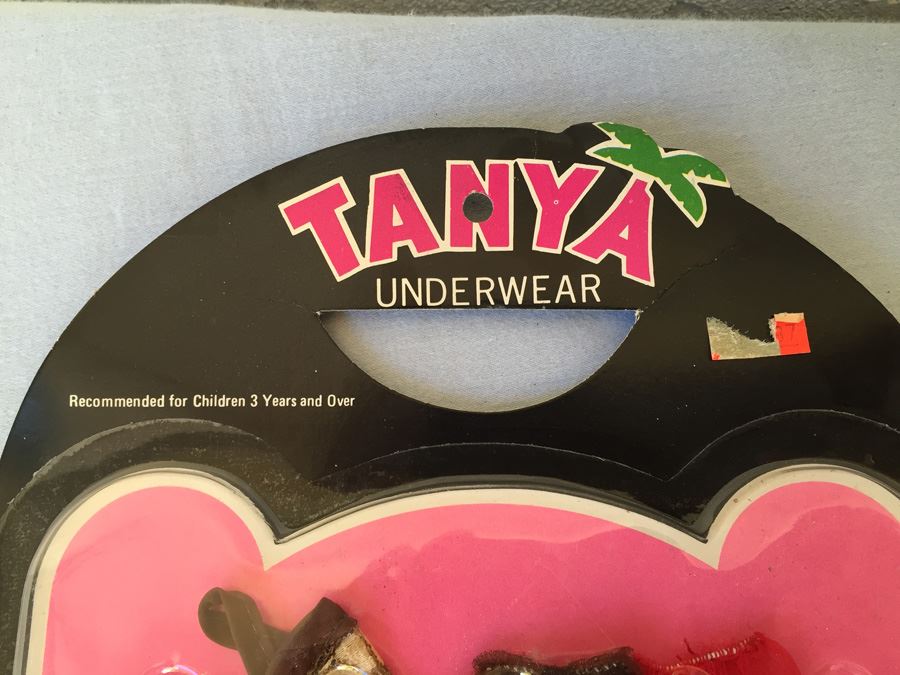 TANYA
UNDERWEAR
Recommended for Children 3 Years and Over